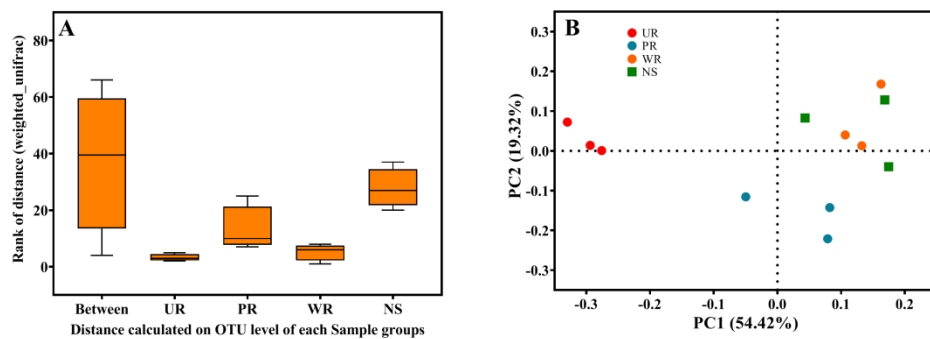 A
80
60
40
20
0
Rank of distance (weighted_unifrac)
Between UR PR WR NS
Distance calculated on OTU level of each Sample groups
B
UR
PR
WR
NS
0.3
0.2
0.1
0.0
-0.1
-0.2
-0.3
PC2 (19.32%)
-0.3 -0.2 -0.1 0.0 0.1 0.2
PC1 (54.42%)